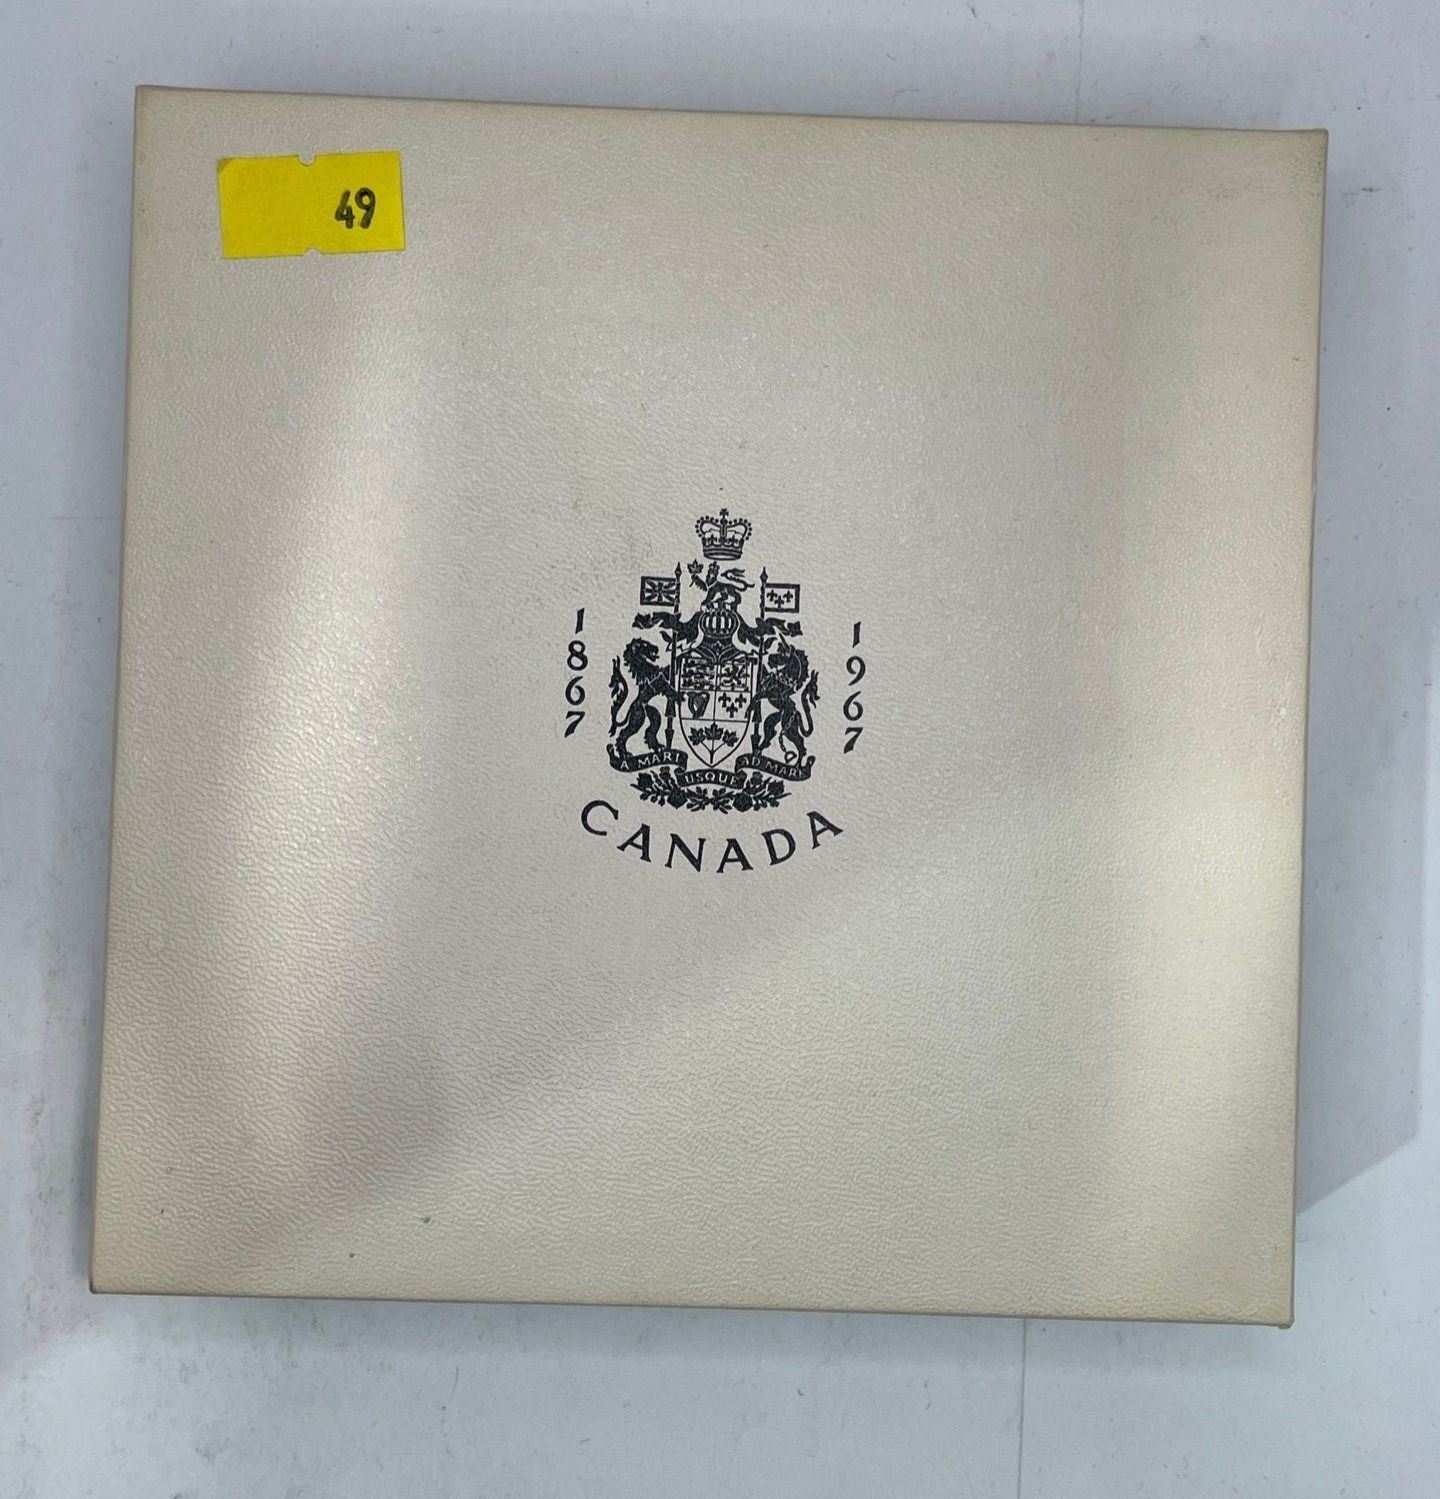 49
1867
1967
A MARI USQUE AD MARE
CANADA